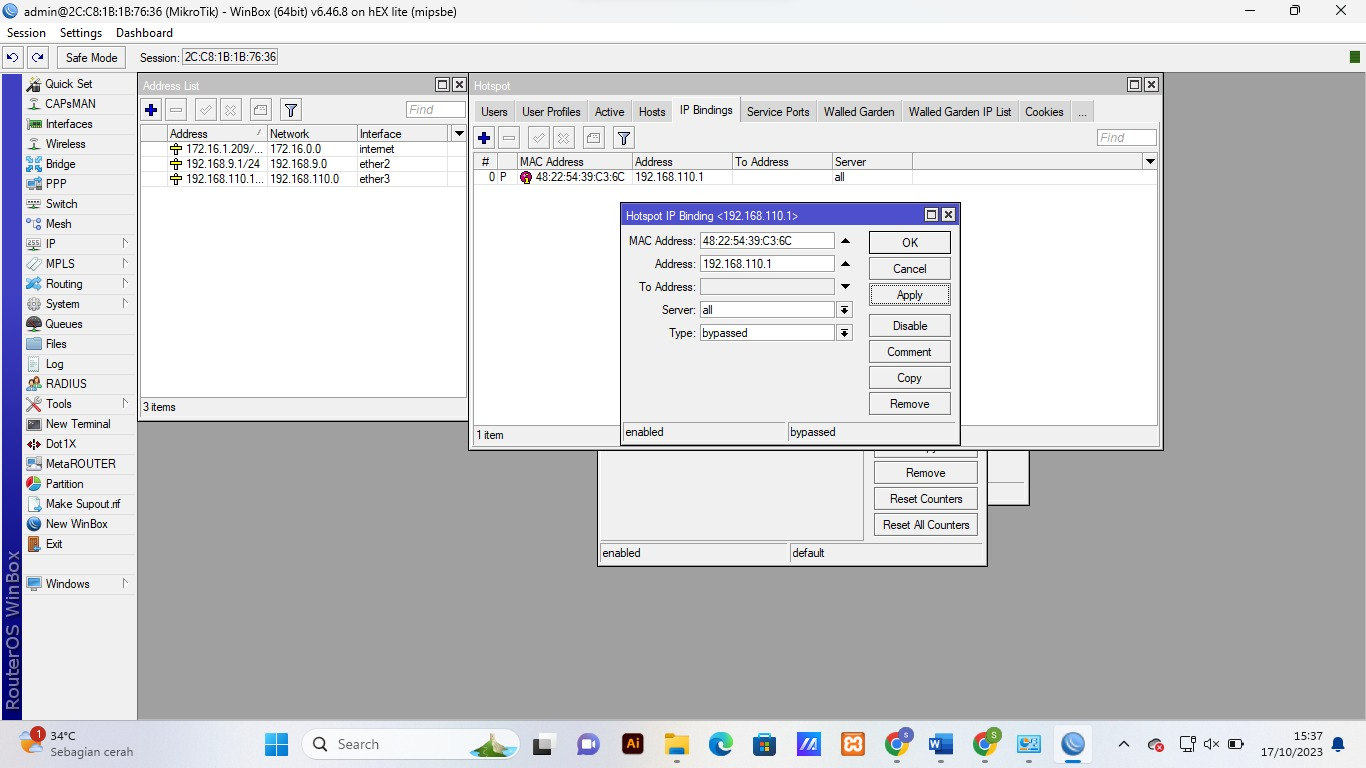 admin@2C:C8:1B:1B:76:36 (MikroTik) - WinBox (64bit) v6.46.8 on hEX lite (mipsbe)
Session Settings Dashboard
Safe Mode Session: 2C:C8:1B:1B:76:36
Quick Set
CAPsMAN
Interfaces
Wireless
Bridge
PPP
Switch
Mesh
IP
MPLS
Routing
System
Queues
Files
Log
RADIUS
Tools
New Terminal
Dot1X
MetaROUTER
Partition
Make Supout.rif
New WinBox
Exit
Windows
RouterOS WinBox
Address List
Find
Address Network Interface
172.16.1.209/... 172.16.0.0 internet
192.168.9.1/24 192.168.9.0 ether2
192.168.110.1... 192.168.110.0 ether3
3 items
Hotspot
Users User Profiles Active Hosts IP Bindings Service Ports Walled Garden Walled Garden IP List Cookies ...
Find
# MAC Address Address To Address Server
0 P 48:22:54:39:C3:6C 192.168.110.1 all
1 item
Hotspot IP Binding <192.168.110.1>
MAC Address: 48:22:54:39:C3:6C
Address: 192.168.110.1
To Address:
Server: all
Type: bypassed
OK
Cancel
Apply
Disable
Comment
Copy
Remove
enabled bypassed
Remove
Reset Counters
Reset All Counters
enabled default
1
34°C
Sebagian cerah
Search
Ai
S
W
S
15:37
17/10/2023